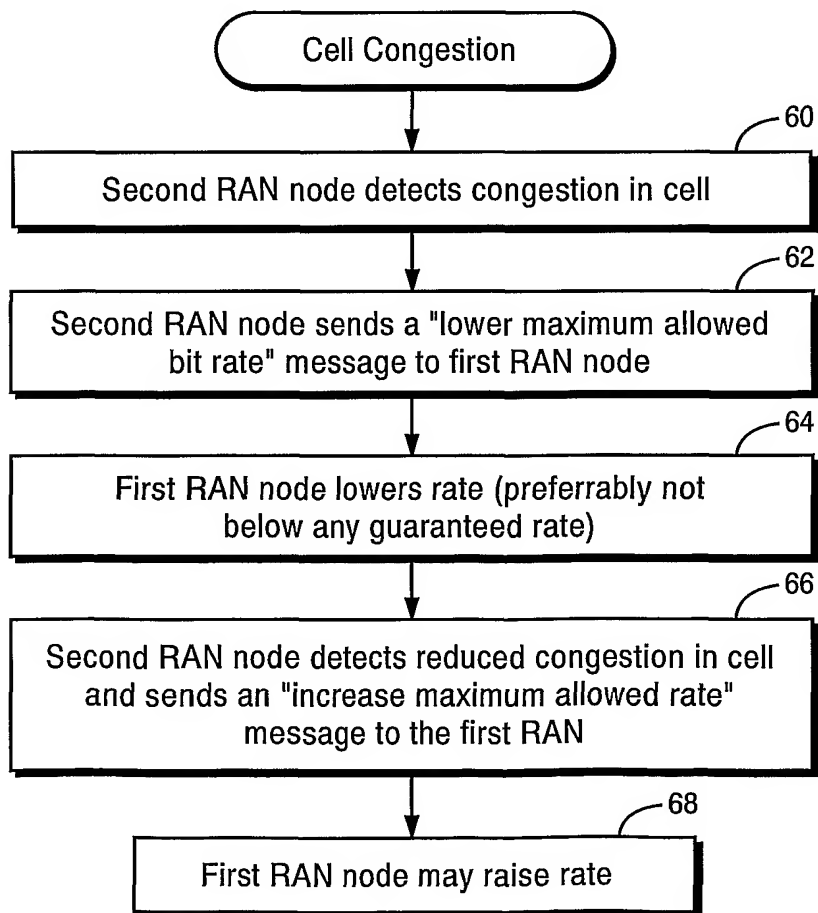 Cell Congestion
60
Second RAN node detects congestion in cell
62
Second RAN node sends a "lower maximum allowed
bit rate" message to first RAN node
64
First RAN node lowers rate (preferrably not
below any guaranteed rate)
66
Second RAN node detects reduced congestion in cell
and sends an "increase maximum allowed rate"
message to the first RAN
68
First RAN node may raise rate